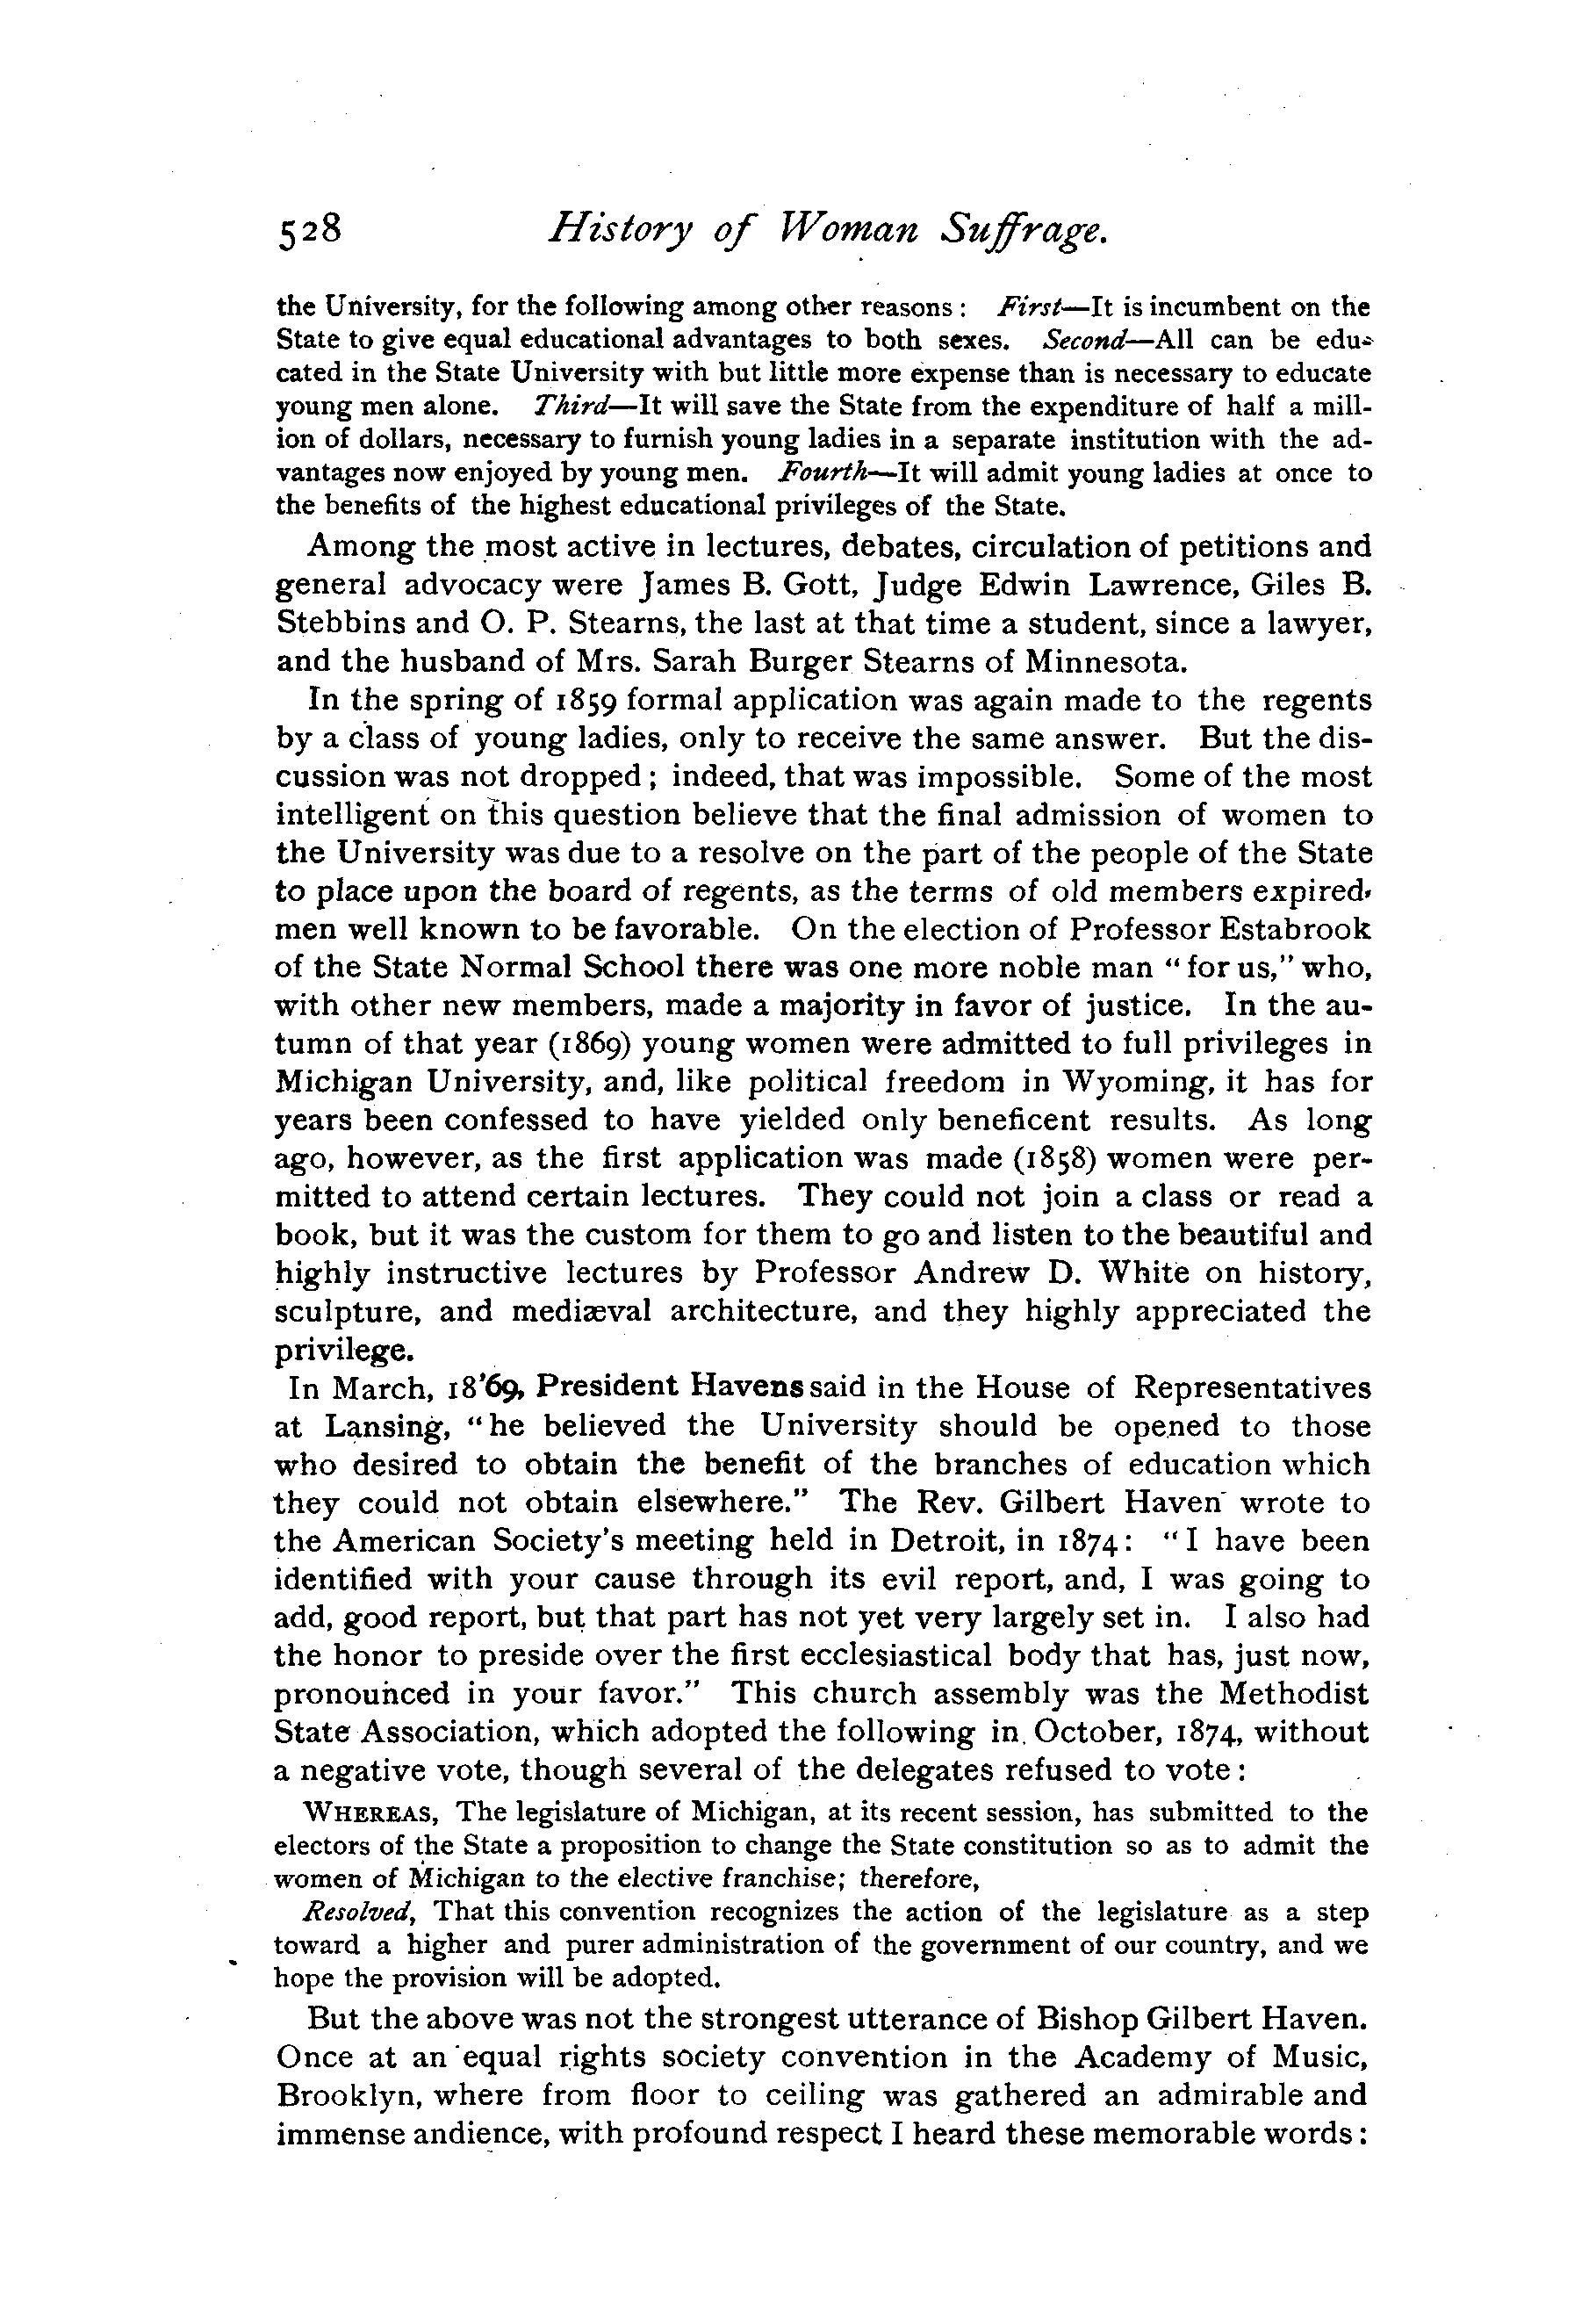 528 History of Woman Suffrage.
the University, for the following among other reasons: First—It is incumbent on the
State to give equal educational advantages to both sexes. Second—All can be edu-
cated in the State University with but little more expense than is necessary to educate
young men alone. Third—It will save the State from the expenditure of half a mill-
ion of dollars, necessary to furnish young ladies in a separate institution with the ad-
vantages now enjoyed by young men. Fourth—It will admit young ladies at once to
the benefits of the highest educational privileges of the State.
Among the most active in lectures, debates, circulation of petitions and
general advocacy were James B. Gott, Judge Edwin Lawrence, Giles B.
Stebbins and O. P. Stearns, the last at that time a student, since a lawyer,
and the husband of Mrs. Sarah Burger Stearns of Minnesota.
In the spring of 1859 formal application was again made to the regents
by a class of young ladies, only to receive the same answer. But the dis-
cussion was not dropped; indeed, that was impossible. Some of the most
intelligent on this question believe that the final admission of women to
the University was due to a resolve on the part of the people of the State
to place upon the board of regents, as the terms of old members expired,
men well known to be favorable. On the election of Professor Estabrook
of the State Normal School there was one more noble man "for us," who,
with other new members, made a majority in favor of justice. In the au-
tumn of that year (1869) young women were admitted to full privileges in
Michigan University, and, like political freedom in Wyoming, it has for
years been confessed to have yielded only beneficent results. As long
ago, however, as the first application was made (1858) women were per-
mitted to attend certain lectures. They could not join a class or read a
book, but it was the custom for them to go and listen to the beautiful and
highly instructive lectures by Professor Andrew D. White on history,
sculpture, and mediæval architecture, and they highly appreciated the
privilege.
In March, 18'69, President Havens said in the House of Representatives
at Lansing, "he believed the University should be opened to those
who desired to obtain the benefit of the branches of education which
they could not obtain elsewhere." The Rev. Gilbert Haven wrote to
the American Society's meeting held in Detroit, in 1874: "I have been
identified with your cause through its evil report, and, I was going to
add, good report, but that part has not yet very largely set in. I also had
the honor to preside over the first ecclesiastical body that has, just now,
pronounced in your favor." This church assembly was the Methodist
State Association, which adopted the following in October, 1874, without
a negative vote, though several of the delegates refused to vote:
WHEREAS, The legislature of Michigan, at its recent session, has submitted to the
electors of the State a proposition to change the State constitution so as to admit the
women of Michigan to the elective franchise; therefore,
Resolved, That this convention recognizes the action of the legislature as a step
toward a higher and purer administration of the government of our country, and we
hope the provision will be adopted.
But the above was not the strongest utterance of Bishop Gilbert Haven.
Once at an equal rights society convention in the Academy of Music,
Brooklyn, where from floor to ceiling was gathered an admirable and
immense andience, with profound respect I heard these memorable words: